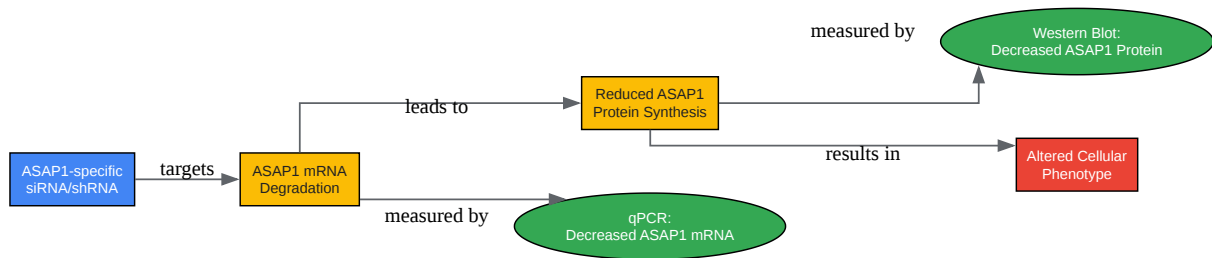 measured by
Western Blot:
Decreased ASAP1 Protein
leads to
Reduced ASAP1
Protein Synthesis
results in
Altered Cellular
Phenotype
ASAP1-specific
siRNA/shRNA
targets
ASAP1 mRNA
Degradation
measured by
qPCR:
Decreased ASAP1 mRNA